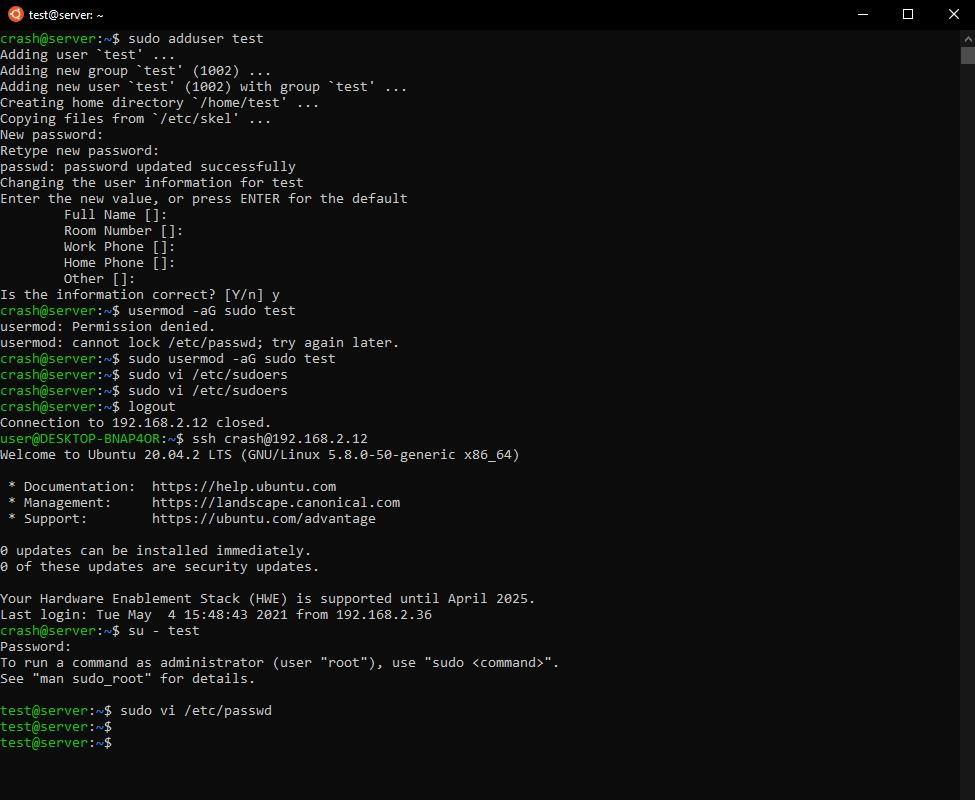 test@server: ~
crash@server:~$ sudo adduser test
Adding user `test' ...
Adding new group `test' (1002) ...
Adding new user `test' (1002) with group `test' ...
Creating home directory `/home/test' ...
Copying files from `/etc/skel' ...
New password:
Retype new password:
passwd: password updated successfully
Changing the user information for test
Enter the new value, or press ENTER for the default
        Full Name []:
        Room Number []:
        Work Phone []:
        Home Phone []:
        Other []:
Is the information correct? [Y/n] y
crash@server:~$ usermod -aG sudo test
usermod: Permission denied.
usermod: cannot lock /etc/passwd; try again later.
crash@server:~$ sudo usermod -aG sudo test
crash@server:~$ sudo vi /etc/sudoers
crash@server:~$ sudo vi /etc/sudoers
crash@server:~$ logout
Connection to 192.168.2.12 closed.
user@DESKTOP-BNAP4OR:~$ ssh crash@192.168.2.12
Welcome to Ubuntu 20.04.2 LTS (GNU/Linux 5.8.0-50-generic x86_64)

 * Documentation:  https://help.ubuntu.com
 * Management:     https://landscape.canonical.com
 * Support:        https://ubuntu.com/advantage

0 updates can be installed immediately.
0 of these updates are security updates.

Your Hardware Enablement Stack (HWE) is supported until April 2025.
Last login: Tue May  4 15:48:43 2021 from 192.168.2.36
crash@server:~$ su - test
Password:
To run a command as administrator (user "root"), use "sudo <command>".
See "man sudo_root" for details.

test@server:~$ sudo vi /etc/passwd
test@server:~$
test@server:~$